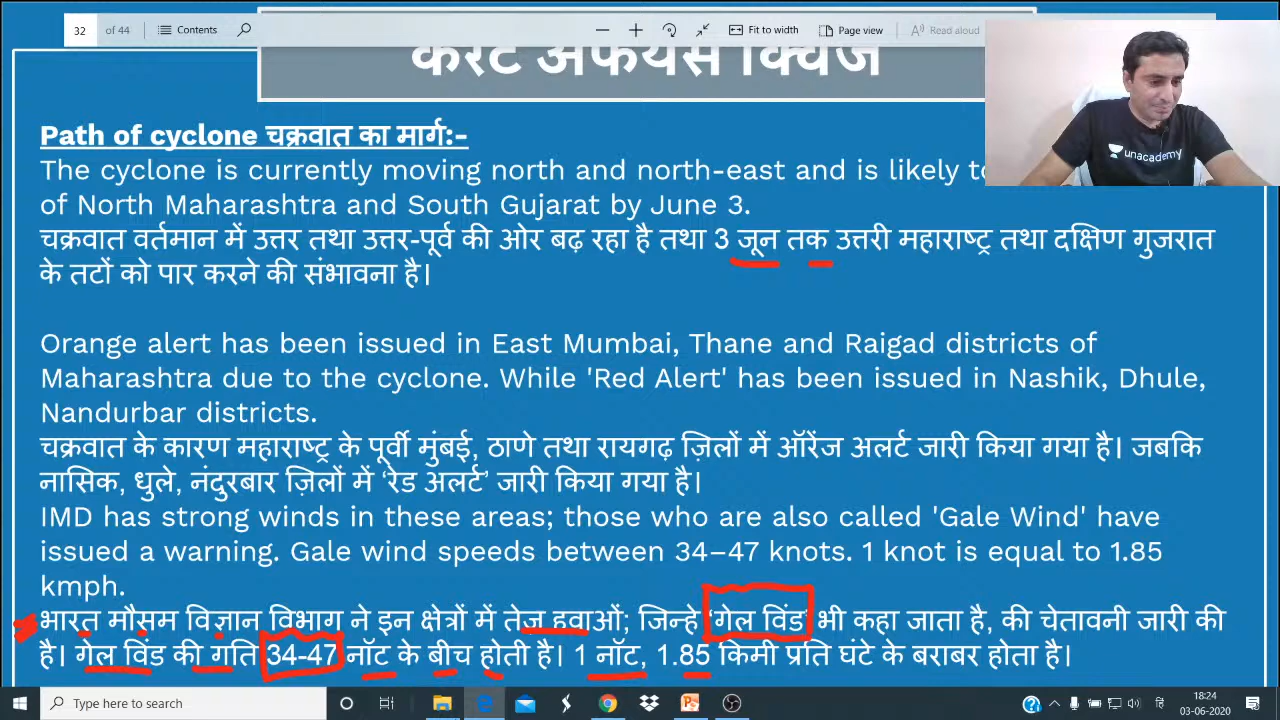 32 of 44 Contents Fit to width Page view Read aloud
करेंट अफेयर्स क्विज
Path of cyclone चक्रवात का मार्ग:-
The cyclone is currently moving north and north-east and is likely
of North Maharashtra and South Gujarat by June 3.
चक्रवात वर्तमान में उत्तर तथा उत्तर-पूर्व की ओर बढ़ रहा है तथा 3 जून तक उत्तरी महाराष्ट्र तथा दक्षिण गुजरात
के तटों को पार करने की संभावना है।
Orange alert has been issued in East Mumbai, Thane and Raigad districts of
Maharashtra due to the cyclone. While 'Red Alert' has been issued in Nashik, Dhule,
Nandurbar districts.
चक्रवात के कारण महाराष्ट्र के पूर्वी मुंबई, ठाणे तथा रायगढ़ ज़िलों में ऑरेंज अलर्ट जारी किया गया है। जबकि
नासिक, धुले, नंदुरबार ज़िलों में ‘रेड अलर्ट’ जारी किया गया है।
IMD has strong winds in these areas; those who are also called 'Gale Wind' have
issued a warning. Gale wind speeds between 34–47 knots. 1 knot is equal to 1.85
kmph.
भारत मौसम विज्ञान विभाग ने इन क्षेत्रों में तेज हवाओं; जिन्हे ‘गेल विंड’ भी कहा जाता है, की चेतावनी जारी की
है। गेल विंड की गति 34-47 नॉट के बीच होती है। 1 नॉट, 1.85 किमी प्रति घंटे के बराबर होता है।
unacademy
Type here to search
18:24
03-06-2020